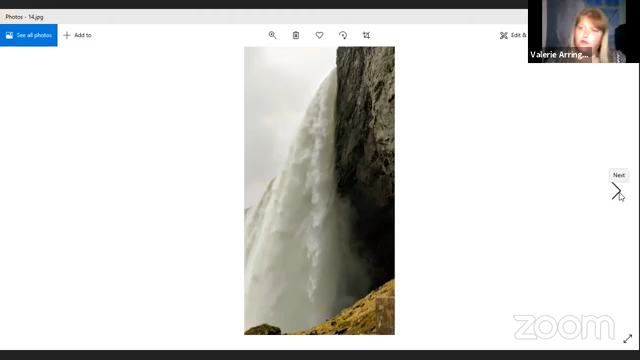 Photos - 14.jpg
See all photos
Add to
Edit &
Valerie Arring...
Next
zoom